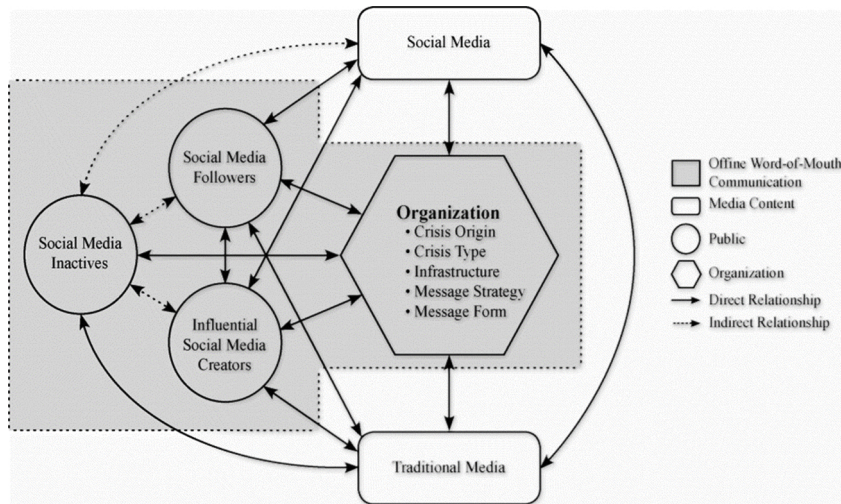 Social Media
Social Media
Followers
Offine Word-of-Mouth
Communication
Media Content
Public
Organization
Direct Relationship
Indirect Relationship
Organization
• Crisis Origin
• Crisis Type
• Infrastructure
• Message Strategy
• Message Form
Social Media
Inactives
Influential
Social Media
Creators
Traditional Media